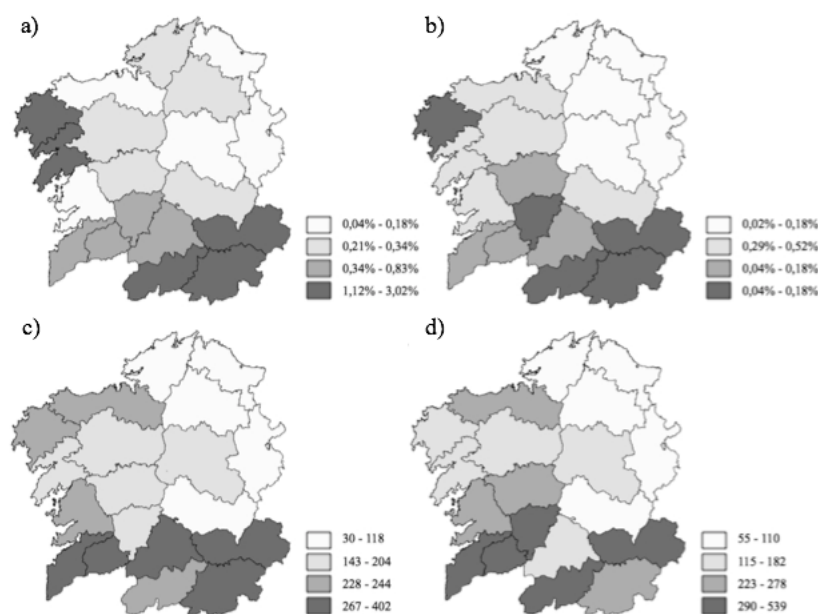 a)
0,04% - 0,18%
0,21% - 0,34%
0,34% - 0,83%
1,12% - 3,02%
b)
0,02% - 0,18%
0,29% - 0,52%
0,04% - 0,18%
0,04% - 0,18%
c)
30 - 118
143 - 204
228 - 244
267 - 402
d)
55 - 110
115 - 182
223 - 278
290 - 539